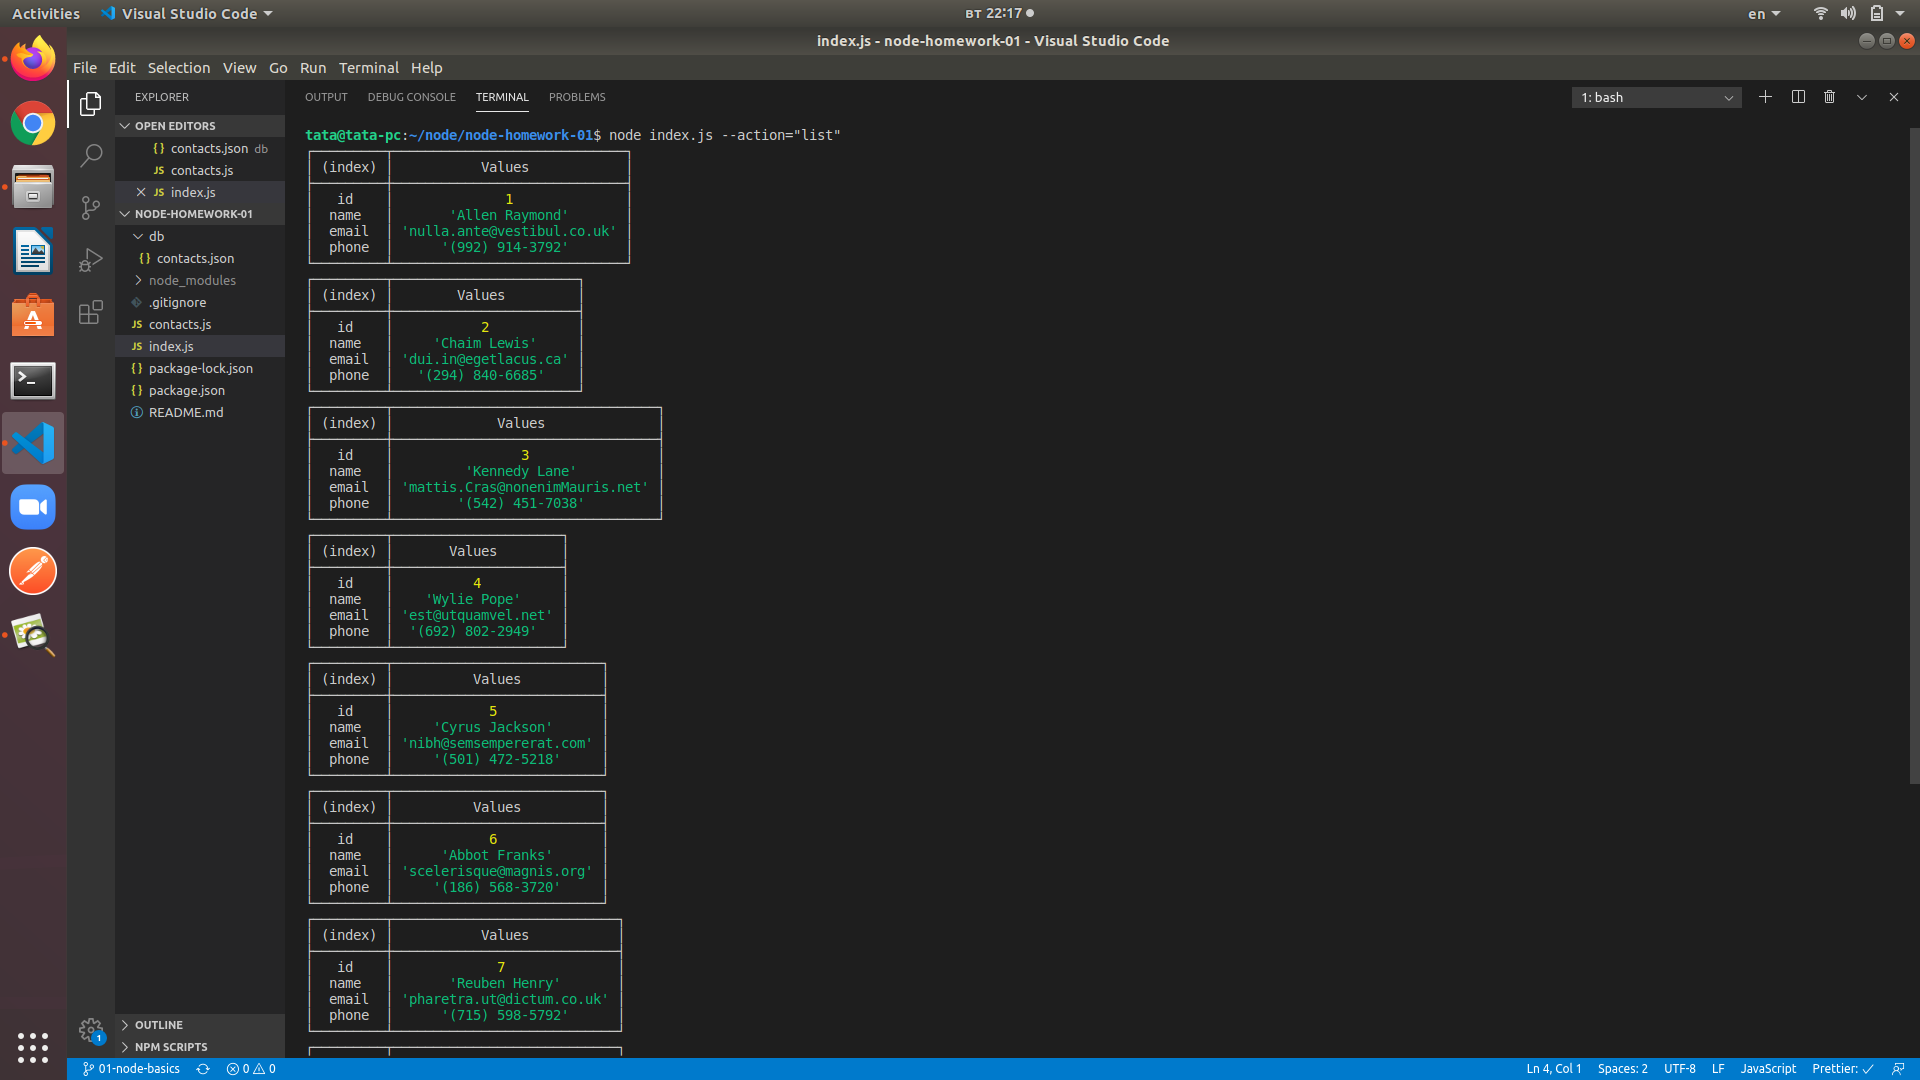 Activities
Visual Studio Code
вт 22:17
en
index.js - node-homework-01 - Visual Studio Code
File Edit Selection View Go Run Terminal Help
EXPLORER
OPEN EDITORS
contacts.json db
contacts.js
index.js
NODE-HOMEWORK-01
db
contacts.json
node_modules
.gitignore
contacts.js
index.js
package-lock.json
package.json
README.md
OUTLINE
NPM SCRIPTS
OUTPUT DEBUG CONSOLE TERMINAL PROBLEMS
1: bash
tata@tata-pc:~/node/node-homework-01$ node index.js --action="list"
(index) Values
id 1
name 'Allen Raymond'
email 'nulla.ante@vestibul.co.uk'
phone '(992) 914-3792'
(index) Values
id 2
name 'Chaim Lewis'
email 'dui.in@egetlacus.ca'
phone '(294) 840-6685'
(index) Values
id 3
name 'Kennedy Lane'
email 'mattis.Cras@nonenimMauris.net'
phone '(542) 451-7038'
(index) Values
id 4
name 'Wylie Pope'
email 'est@utquamvel.net'
phone '(692) 802-2949'
(index) Values
id 5
name 'Cyrus Jackson'
email 'nibh@semsempererat.com'
phone '(501) 472-5218'
(index) Values
id 6
name 'Abbot Franks'
email 'scelerisque@magnis.org'
phone '(186) 568-3720'
(index) Values
id 7
name 'Reuben Henry'
email 'pharetra.ut@dictum.co.uk'
phone '(715) 598-5792'
1
01-node-basics 0 0
Ln 4, Col 1 Spaces: 2 UTF-8 LF JavaScript Prettier: ✓